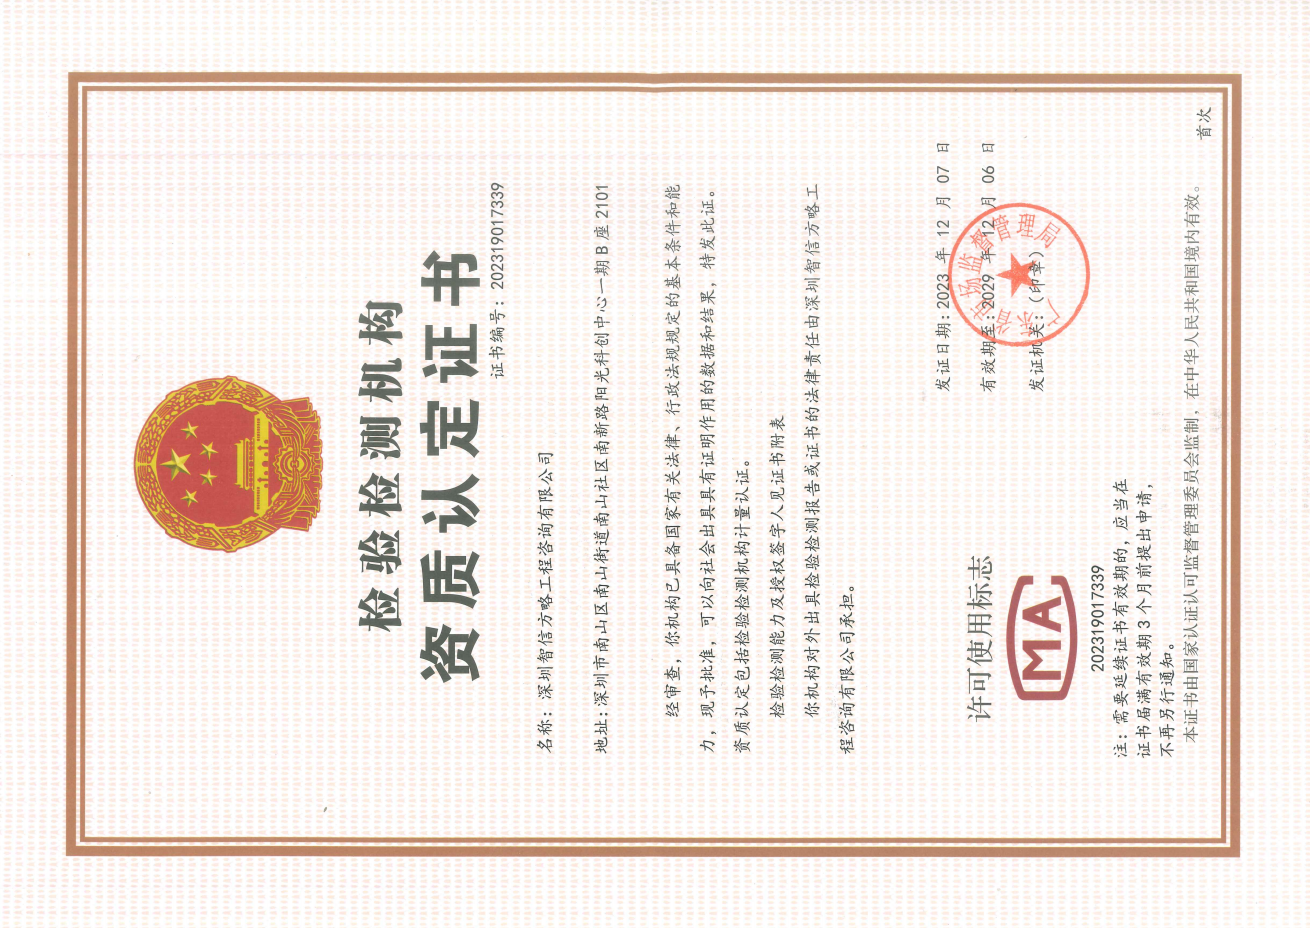 检验检测机构
资质认定证书
证书编号：202319017339
名称：深圳智信方略工程咨询有限公司
地址：深圳市南山区南山街道南山社区南新路阳光科创中心一期B座2101
经审查，你机构已具备国家有关法律、行政法规规定的基本条件和能
力，现予批准，可以向社会出具具有证明作用的数据和结果，特发此证。
资质认定包括检验检测机构计量认证。
检验检测能力及授权签字人见证书附表
你机构对外出具检验检测报告或证书的法律责任由深圳智信方略工
程咨询有限公司承担。
许可使用标志
MA
202319017339
发证日期：2023 年 12 月 07 日
有效期至：2029 年 12 月 06 日
发证机关：（印章）
广东省市场监督管理局
注：需要延续证书有效期的，应当在
证书届满有效期 3 个月前提出申请，
不再另行通知。
本证书由国家认证认可监督管理委员会监制，在中华人民共和国境内有效。
首次